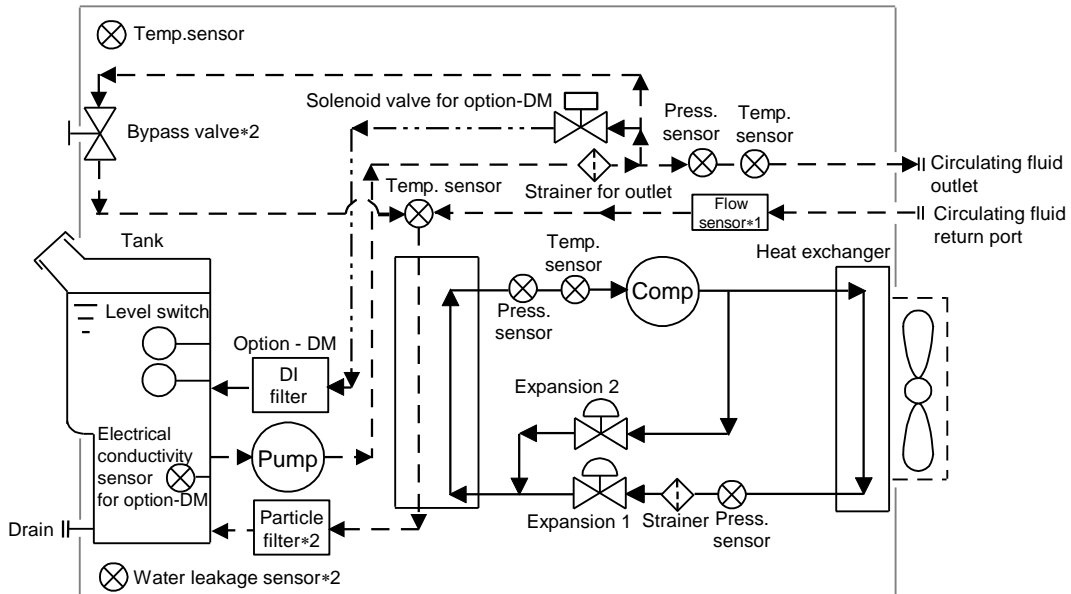 Temp.sensor
Solenoid valve for option-DM
Press.
sensor
Temp.
sensor
Bypass valve*2
Strainer for outlet
Circulating fluid
outlet
Temp. sensor
Flow
sensor*1
Circulating fluid
return port
Tank
Temp.
sensor
Heat exchanger
Comp
Press.
sensor
Level switch
Option - DM
DI
filter
Expansion 2
Electrical
conductivity
sensor
for option-DM
Pump
Expansion 1
Strainer
Press.
sensor
Drain
Particle
filter*2
Water leakage sensor*2